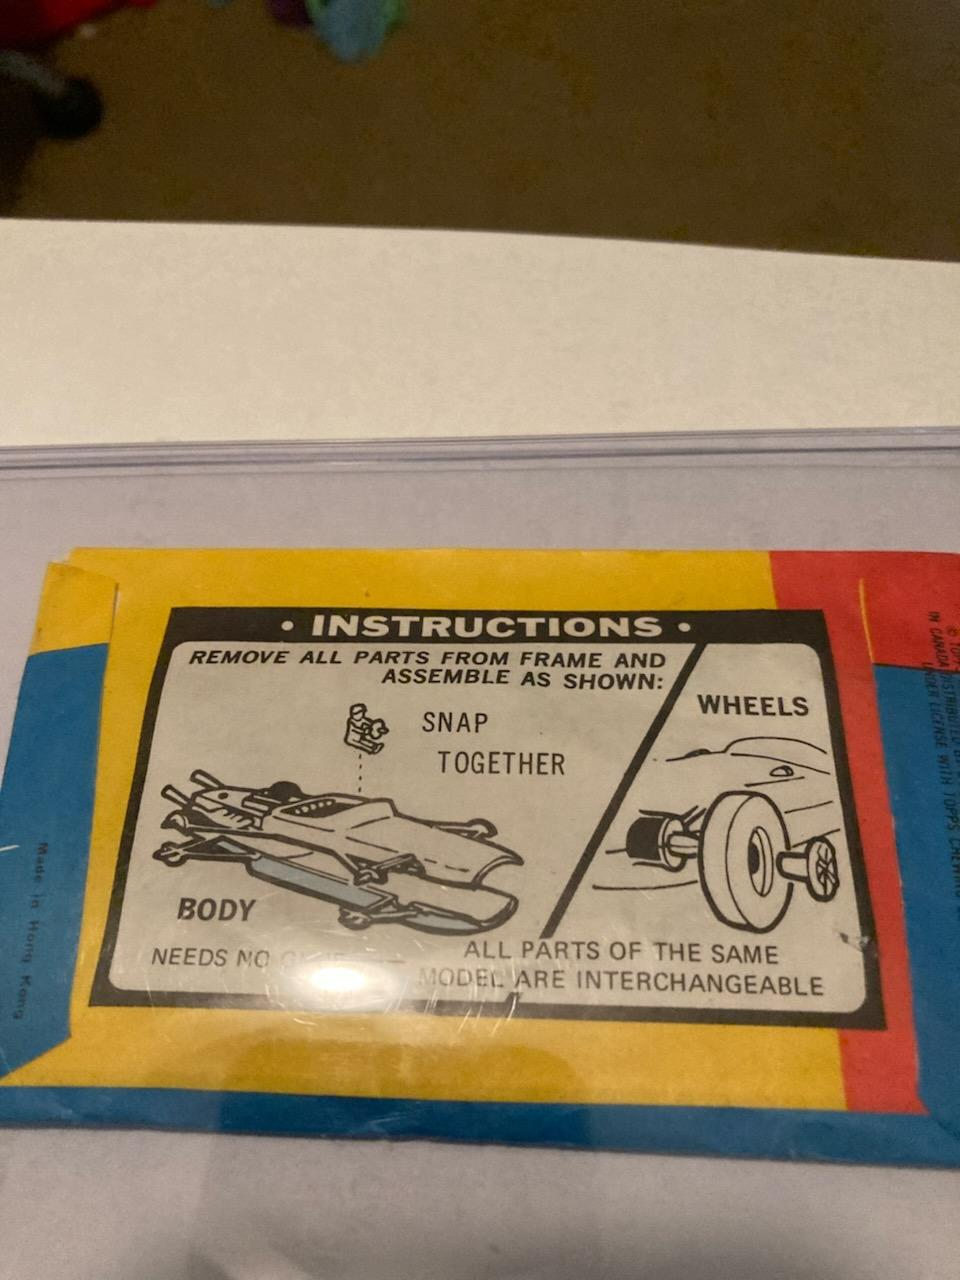 • INSTRUCTIONS •
REMOVE ALL PARTS FROM FRAME AND
ASSEMBLE AS SHOWN:
SNAP
TOGETHER
WHEELS
BODY
NEEDS NO
ALL PARTS OF THE SAME
MODEL ARE INTERCHANGEABLE
Made in Hong Kong
IN CANADA
UNDER LICENSE WITH TOPPS